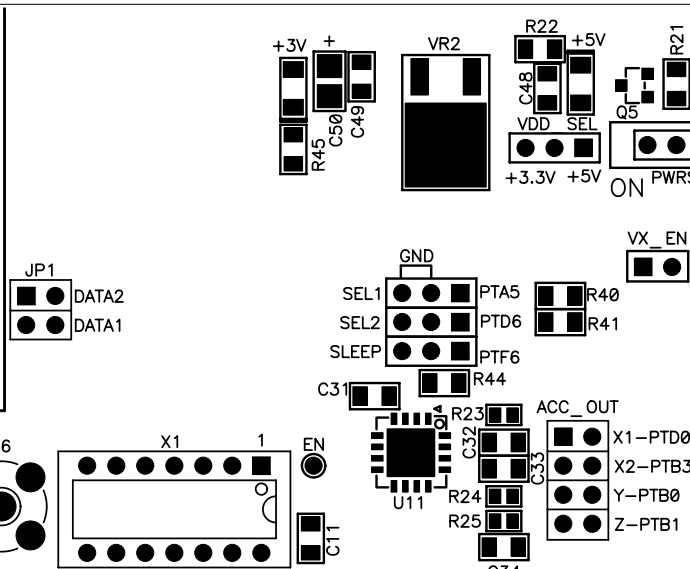 R22
+5V
R21
+3V
+
VR2
C50
C49
C48
Q5
R45
VDD
SEL
+3.3V
+5V
ON
PWRS
VX_EN
GND
JP1
DATA2
DATA1
SEL1
PTA5
SEL2
PTD6
SLEEP
PTF6
R40
R41
R44
C31
R23
ACC_OUT
C32
C33
X1-PTD0
X2-PTB3
Y-PTB0
Z-PTB1
6
X1
1
EN
U11
R24
R25
C11